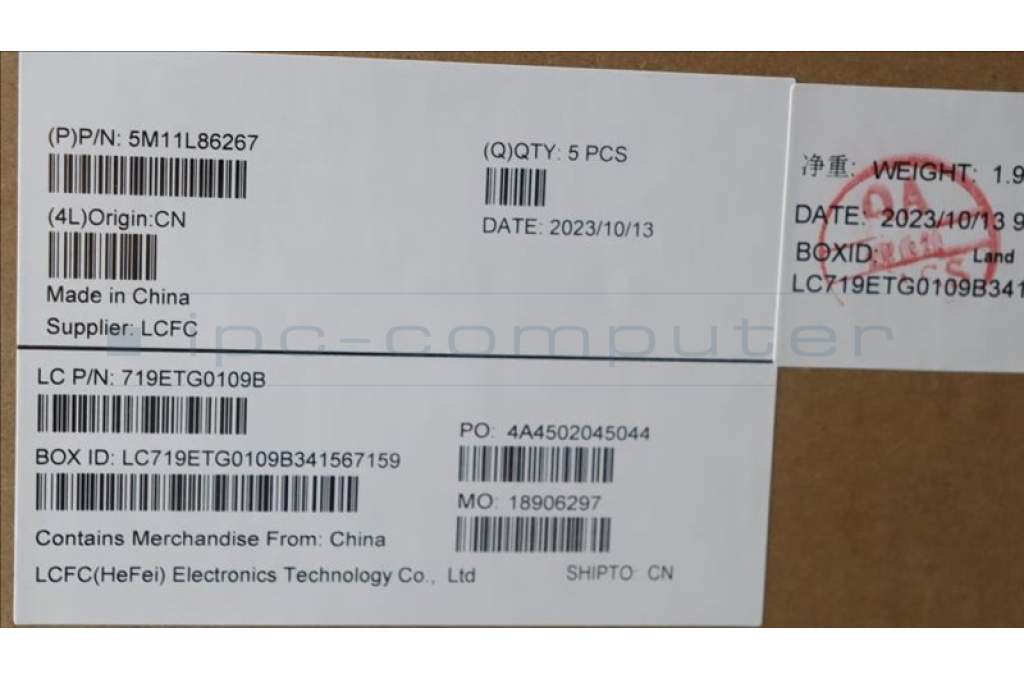 (P)P/N: 5M11L86267
(Q)QTY: 5 PCS
(4L)Origin:CN
DATE: 2023/10/13
Made in China
Supplier: LCFC
ipc-computer
LC P/N: 719ETG0109B
PO: 4A4502045044
BOX ID: LC719ETG0109B341567159
MO: 18906297
Contains Merchandise From: China
LCFC(HeFei) Electronics Technology Co., Ltd
SHIPTO: CN
净重: WEIGHT: 1.9
DATE: 2023/10/13 9
BOXID: Land
LC719ETG0109B341
QA